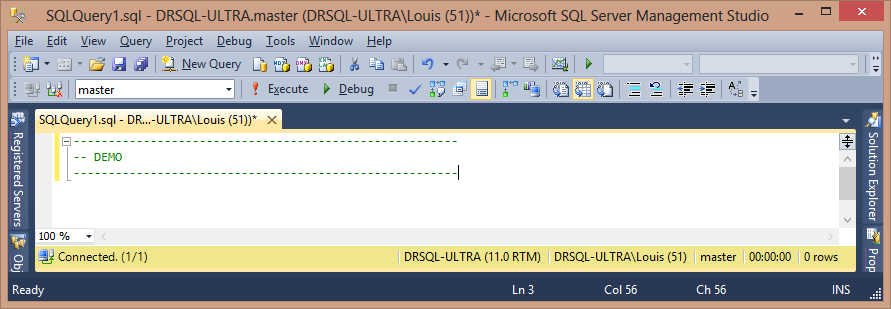 SQLQuery1.sql - DRSQL-ULTRA.master (DRSQL-ULTRA\Louis (51))* - Microsoft SQL Server Management Studio
File Edit View Query Project Debug Tools Window Help
New Query
master Execute Debug
SQLQuery1.sql - DR...-ULTRA\Louis (51))*
Registered Servers
Obj
-------------------------------------------------------
-- DEMO
-------------------------------------------------------
Solution Explorer
Prop
100 %
Connected. (1/1) DRSQL-ULTRA (11.0 RTM) DRSQL-ULTRA\Louis (51) master 00:00:00 0 rows
Ready Ln 3 Col 56 Ch 56 INS